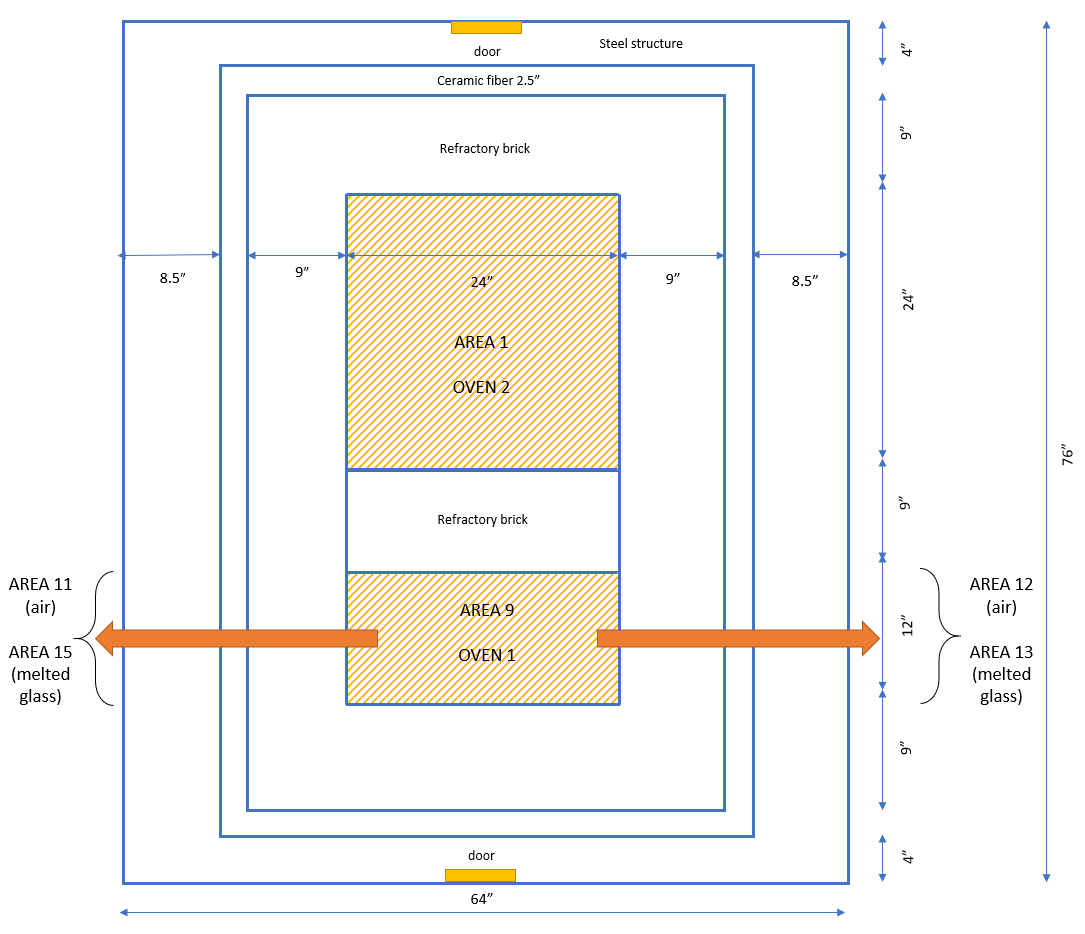 Steel structure
door
4”
Ceramic fiber 2.5”
Refractory brick
9”
8.5”
9”
24”
9”
8.5”
24”
AREA 1
OVEN 2
76”
Refractory brick
9”
AREA 11
(air)
AREA 15
(melted
glass)
AREA 9
OVEN 1
12”
AREA 12
(air)
AREA 13
(melted
glass)
9”
door
4”
64”